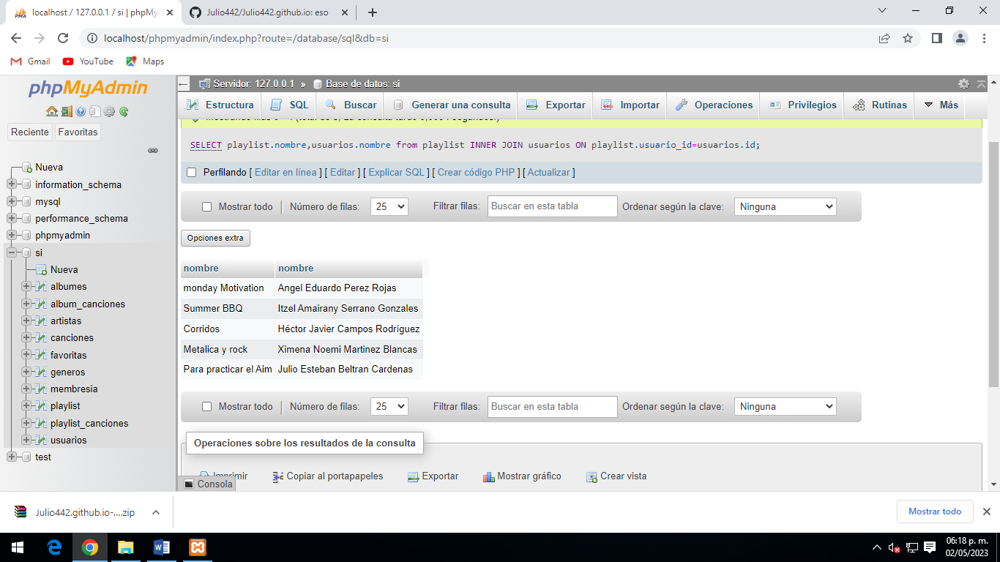 localhost / 127.0.0.1 / si | phpMyA
Julio442/Julio442.github.io: eso
localhost/phpmyadmin/index.php?route=/database/sql&db=si
Gmail YouTube Maps
phpMyAdmin
Reciente Favoritas
Nueva
information_schema
mysql
performance_schema
phpmyadmin
si
Nueva
albumes
album_canciones
artistas
canciones
favoritas
generos
membresia
playlist
playlist_canciones
usuarios
test
Servidor: 127.0.0.1 » Base de datos: si
Estructura SQL Buscar Generar una consulta Exportar Importar Operaciones Privilegios Rutinas Más
SELECT playlist.nombre,usuarios.nombre from playlist INNER JOIN usuarios ON playlist.usuario_id=usuarios.id;
Perfilando [ Editar en línea ] [ Editar ] [ Explicar SQL ] [ Crear código PHP ] [ Actualizar ]
Mostrar todo | Número de filas: 25 Filtrar filas: Buscar en esta tabla Ordenar según la clave: Ninguna
Opciones extra
nombre nombre
monday Motivation Angel Eduardo Perez Rojas
Summer BBQ Itzel Amairany Serrano Gonzales
Corridos Héctor Javier Campos Rodríguez
Metalica y rock Ximena Noemi Martinez Blancas
Para practicar el Aim Julio Esteban Beltran Cardenas
Mostrar todo | Número de filas: 25 Filtrar filas: Buscar en esta tabla Ordenar según la clave: Ninguna
Operaciones sobre los resultados de la consulta
Imprimir Copiar al portapapeles Exportar Mostrar gráfico Crear vista
Consola
Julio442.github.io-....zip
Mostrar todo
06:18 p. m.
02/05/2023